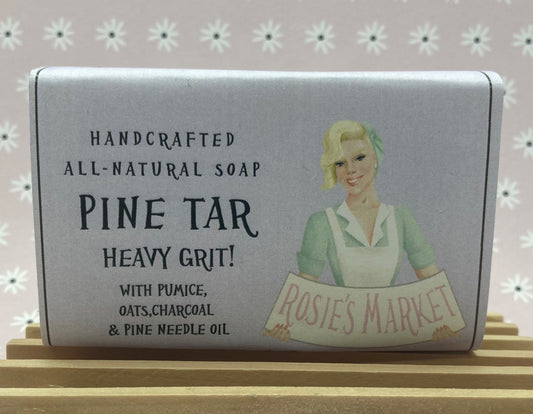 HANDCRAFTED
ALL-NATURAL SOAP
PINE TAR
HEAVY GRIT!
WITH PUMICE,
OATS,CHARCOAL
& PINE NEEDLE OIL
ROSIE'S MARKET